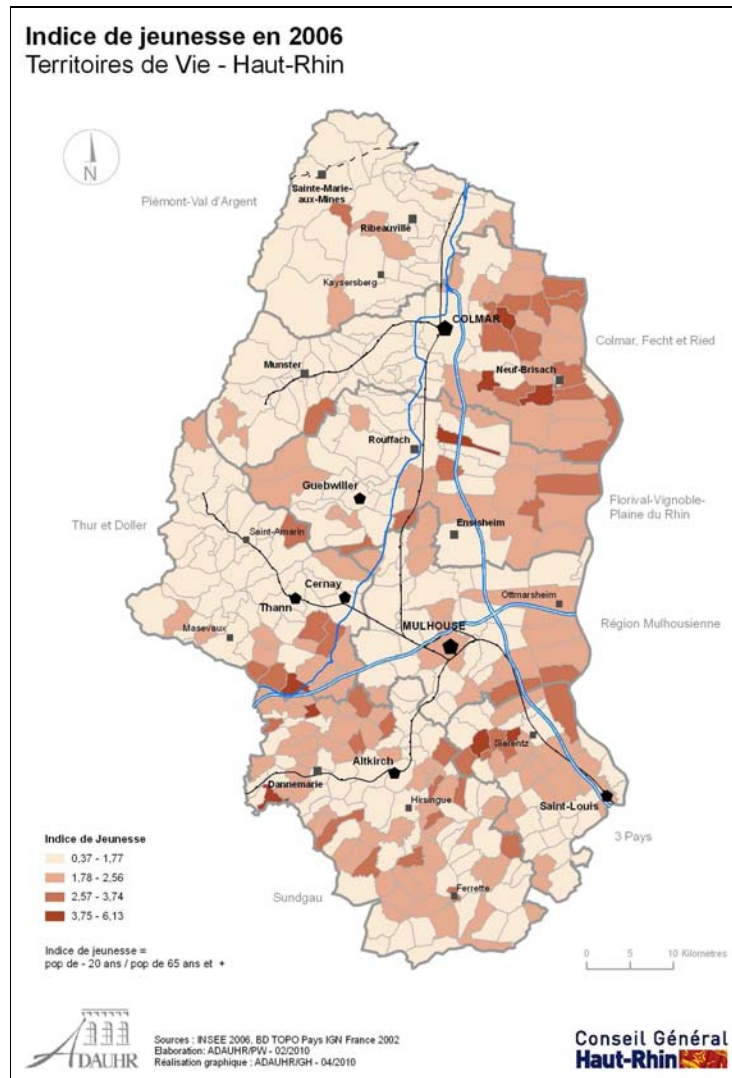 Indice de jeunesse en 2006
Territoires de Vie - Haut-Rhin
N
Piémont-Val d'Argent
Sainte-Marie-
aux-Mines
Ribeauville
Kaysersberg
COLMAR
Colmar, Fecht et Ried
Munster
Neuf-Brisach
Rouffach
Guebwiller
Florival-Vignoble-
Plaine du Rhin
Thur et Doller
Saint-Amarin
Ensisheim
Cernay
Thann
Ottmarsheim
Région Mulhousienne
Masevaux
MULHOUSE
Sierentz
Altkirch
Dannemarie
Hirsingue
Saint-Louis
3 Pays
Indice de Jeunesse
0,37 - 1,77
1,78 - 2,56
2,57 - 3,74
3,75 - 6,13
Sundgau
Ferrette
Indice de jeunesse =
pop de - 20 ans / pop de 65 ans et +
0 5 10 Kilometres
ADAUHR
Sources : INSEE 2006, BD TOPO Pays IGN France 2002
Elaboration: ADAUHR/PW - 02/2010
Réalisation graphique : ADAUHR/GH - 04/2010
Conseil Général
Haut-Rhin